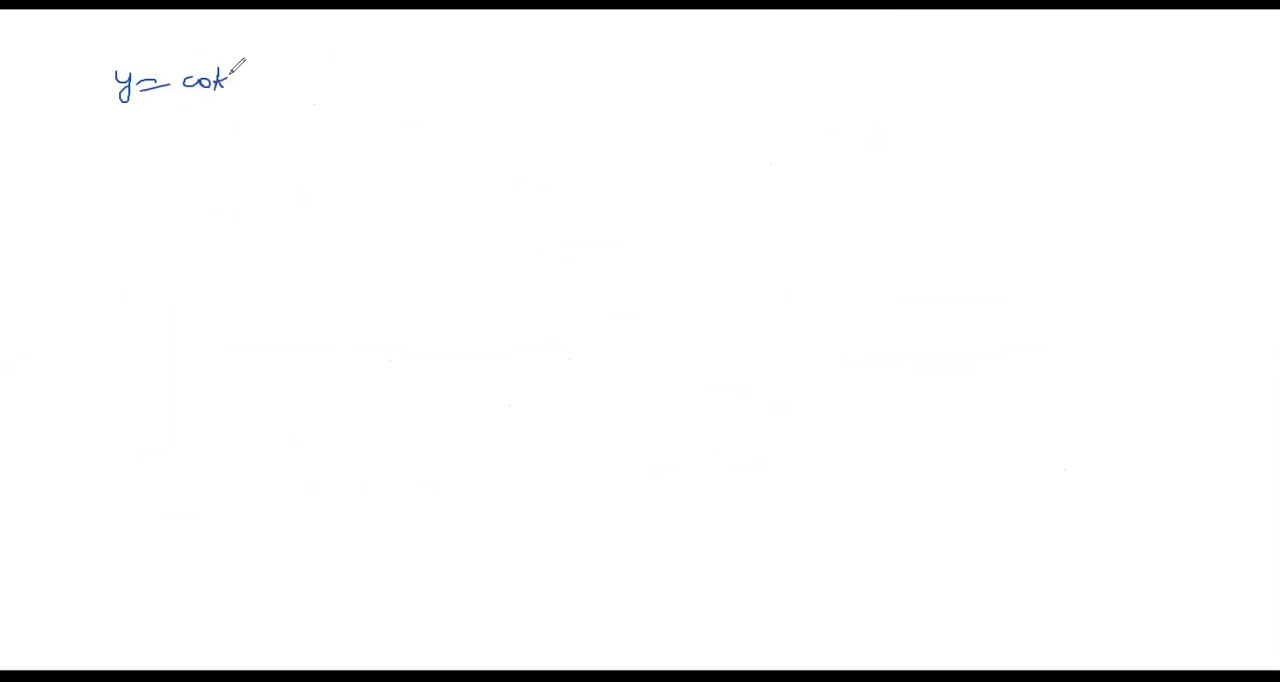 y = cot